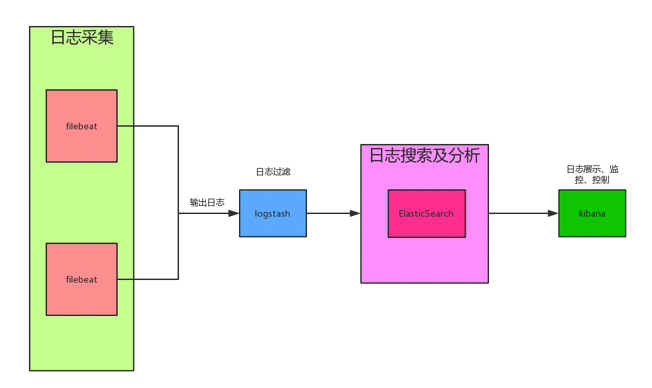 日志采集
filebeat
filebeat
输出日志
日志过滤
logstash
日志搜索及分析
ElasticSearch
日志展示、监
控、控制
kibana